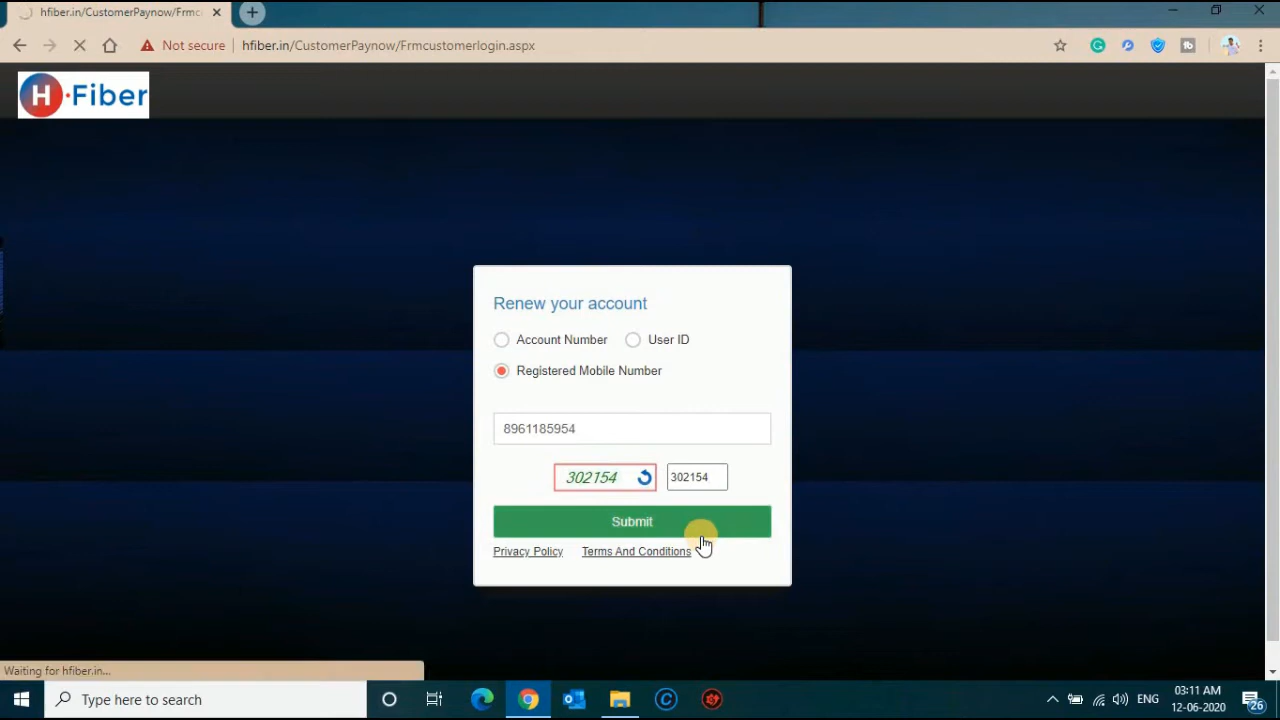 hfiber.in/CustomerPaynow/Frmc
Not secure
hfiber.in/CustomerPaynow/Frmcustomerlogin.aspx
H Fiber
Renew your account
Account Number
User ID
Registered Mobile Number
8961185954
302154
302154
Submit
Privacy Policy
Terms And Conditions
Waiting for hfiber.in...
Type here to search
ENG
03:11 AM
12-06-2020
26